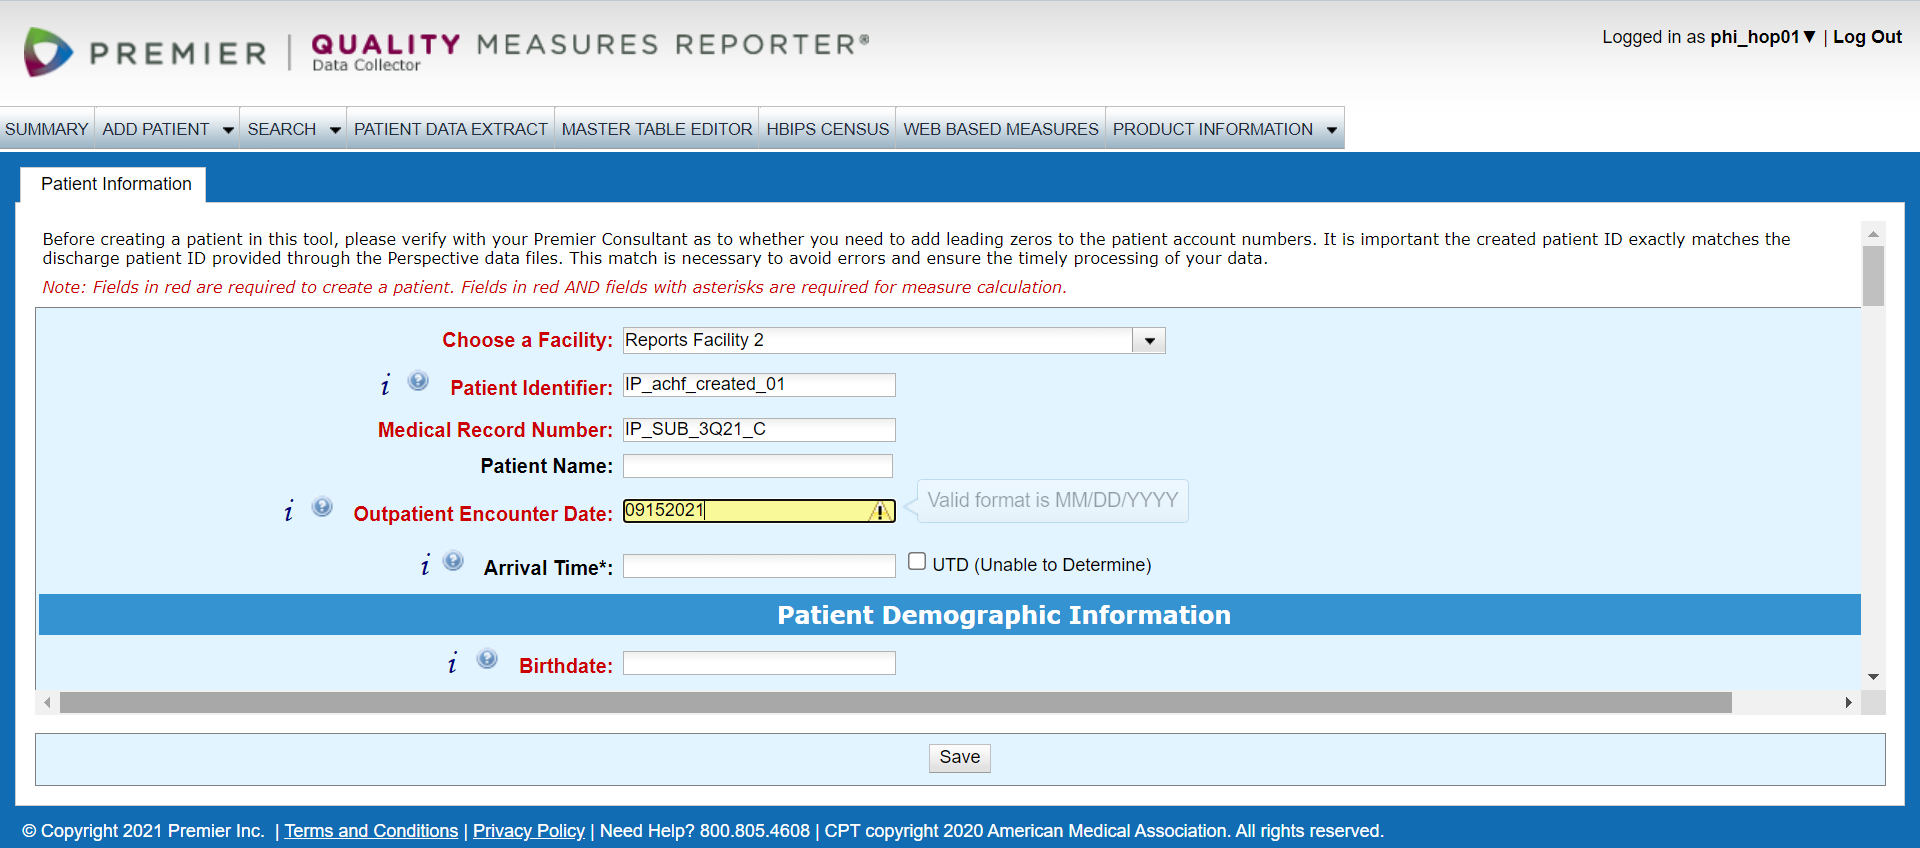 PREMIER | QUALITY MEASURES REPORTER®
Data Collector
Logged in as phi_hop01▼ | Log Out
SUMMARY ADD PATIENT SEARCH PATIENT DATA EXTRACT MASTER TABLE EDITOR HBIPS CENSUS WEB BASED MEASURES PRODUCT INFORMATION
Patient Information
Before creating a patient in this tool, please verify with your Premier Consultant as to whether you need to add leading zeros to the patient account numbers. It is important the created patient ID exactly matches the
discharge patient ID provided through the Perspective data files. This match is necessary to avoid errors and ensure the timely processing of your data.
Note: Fields in red are required to create a patient. Fields in red AND fields with asterisks are required for measure calculation.
Choose a Facility: Reports Facility 2
i ? Patient Identifier: IP_achf_created_01
Medical Record Number: IP_SUB_3Q21_C
Patient Name:
i ? Outpatient Encounter Date: 09152021 Valid format is MM/DD/YYYY
i ? Arrival Time*: UTD (Unable to Determine)
Patient Demographic Information
i ? Birthdate:
Save
© Copyright 2021 Premier Inc. | Terms and Conditions | Privacy Policy | Need Help? 800.805.4608 | CPT copyright 2020 American Medical Association. All rights reserved.